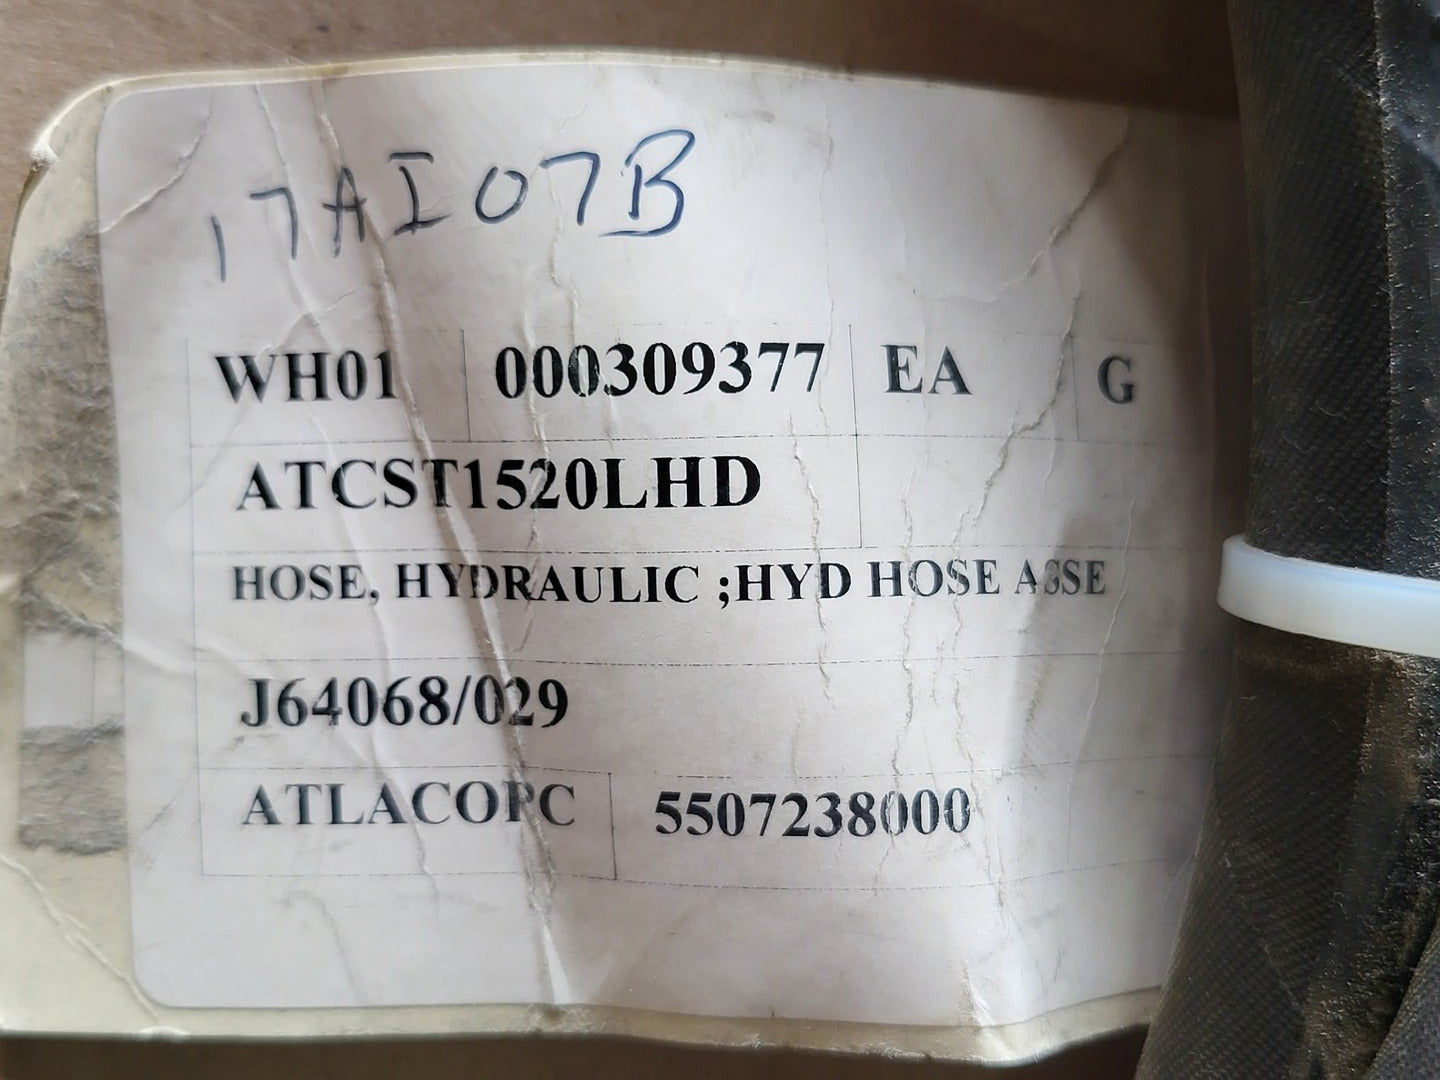 17AI07B
WH01 000309377 EA G
ATCST1520LHD
HOSE, HYDRAULIC ;HYD HOSE ASSE
J64068/029
ATLACOPC 5507238000